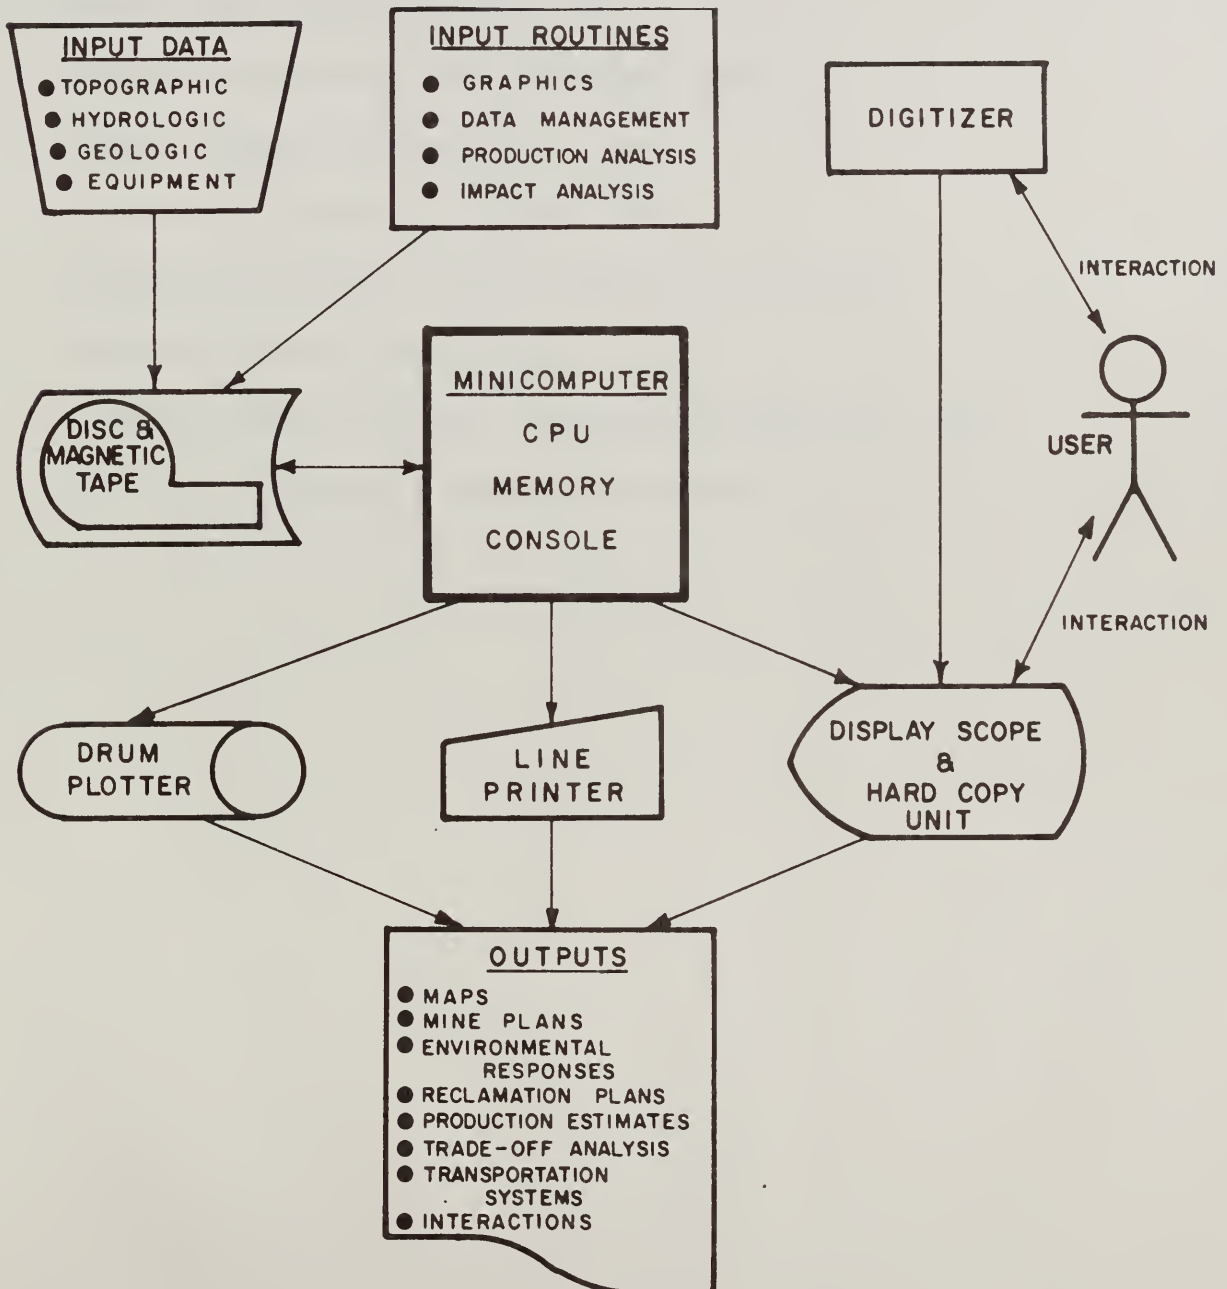 INPUT DATA
● TOPOGRAPHIC
● HYDROLOGIC
● GEOLOGIC
● EQUIPMENT
INPUT ROUTINES
● GRAPHICS
● DATA MANAGEMENT
● PRODUCTION ANALYSIS
● IMPACT ANALYSIS
DIGITIZER
INTERACTION
USER
INTERACTION
DISC &
MAGNETIC
TAPE
MINICOMPUTER
CPU
MEMORY
CONSOLE
DRUM
PLOTTER
LINE
PRINTER
DISPLAY SCOPE
&
HARD COPY
UNIT
OUTPUTS
● MAPS
● MINE PLANS
● ENVIRONMENTAL
RESPONSES
● RECLAMATION PLANS
● PRODUCTION ESTIMATES
● TRADE-OFF ANALYSIS
● TRANSPORTATION
SYSTEMS
● INTERACTIONS